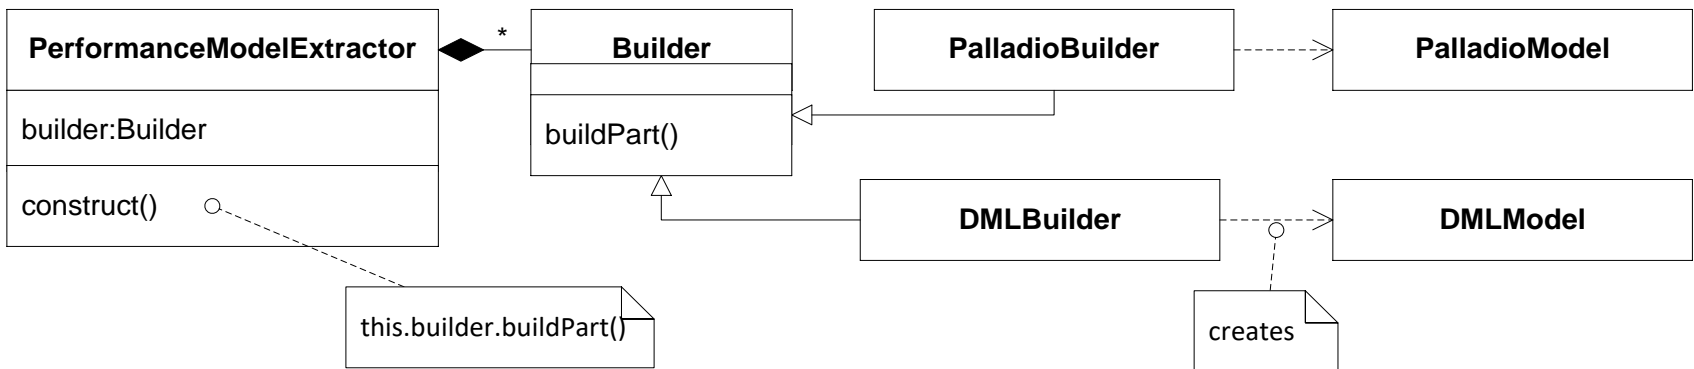 PerformanceModelExtractor
builder:Builder
construct()
*
Builder
buildPart()
PalladioBuilder
PalladioModel
DMLBuilder
DMLModel
this.builder.buildPart()
creates